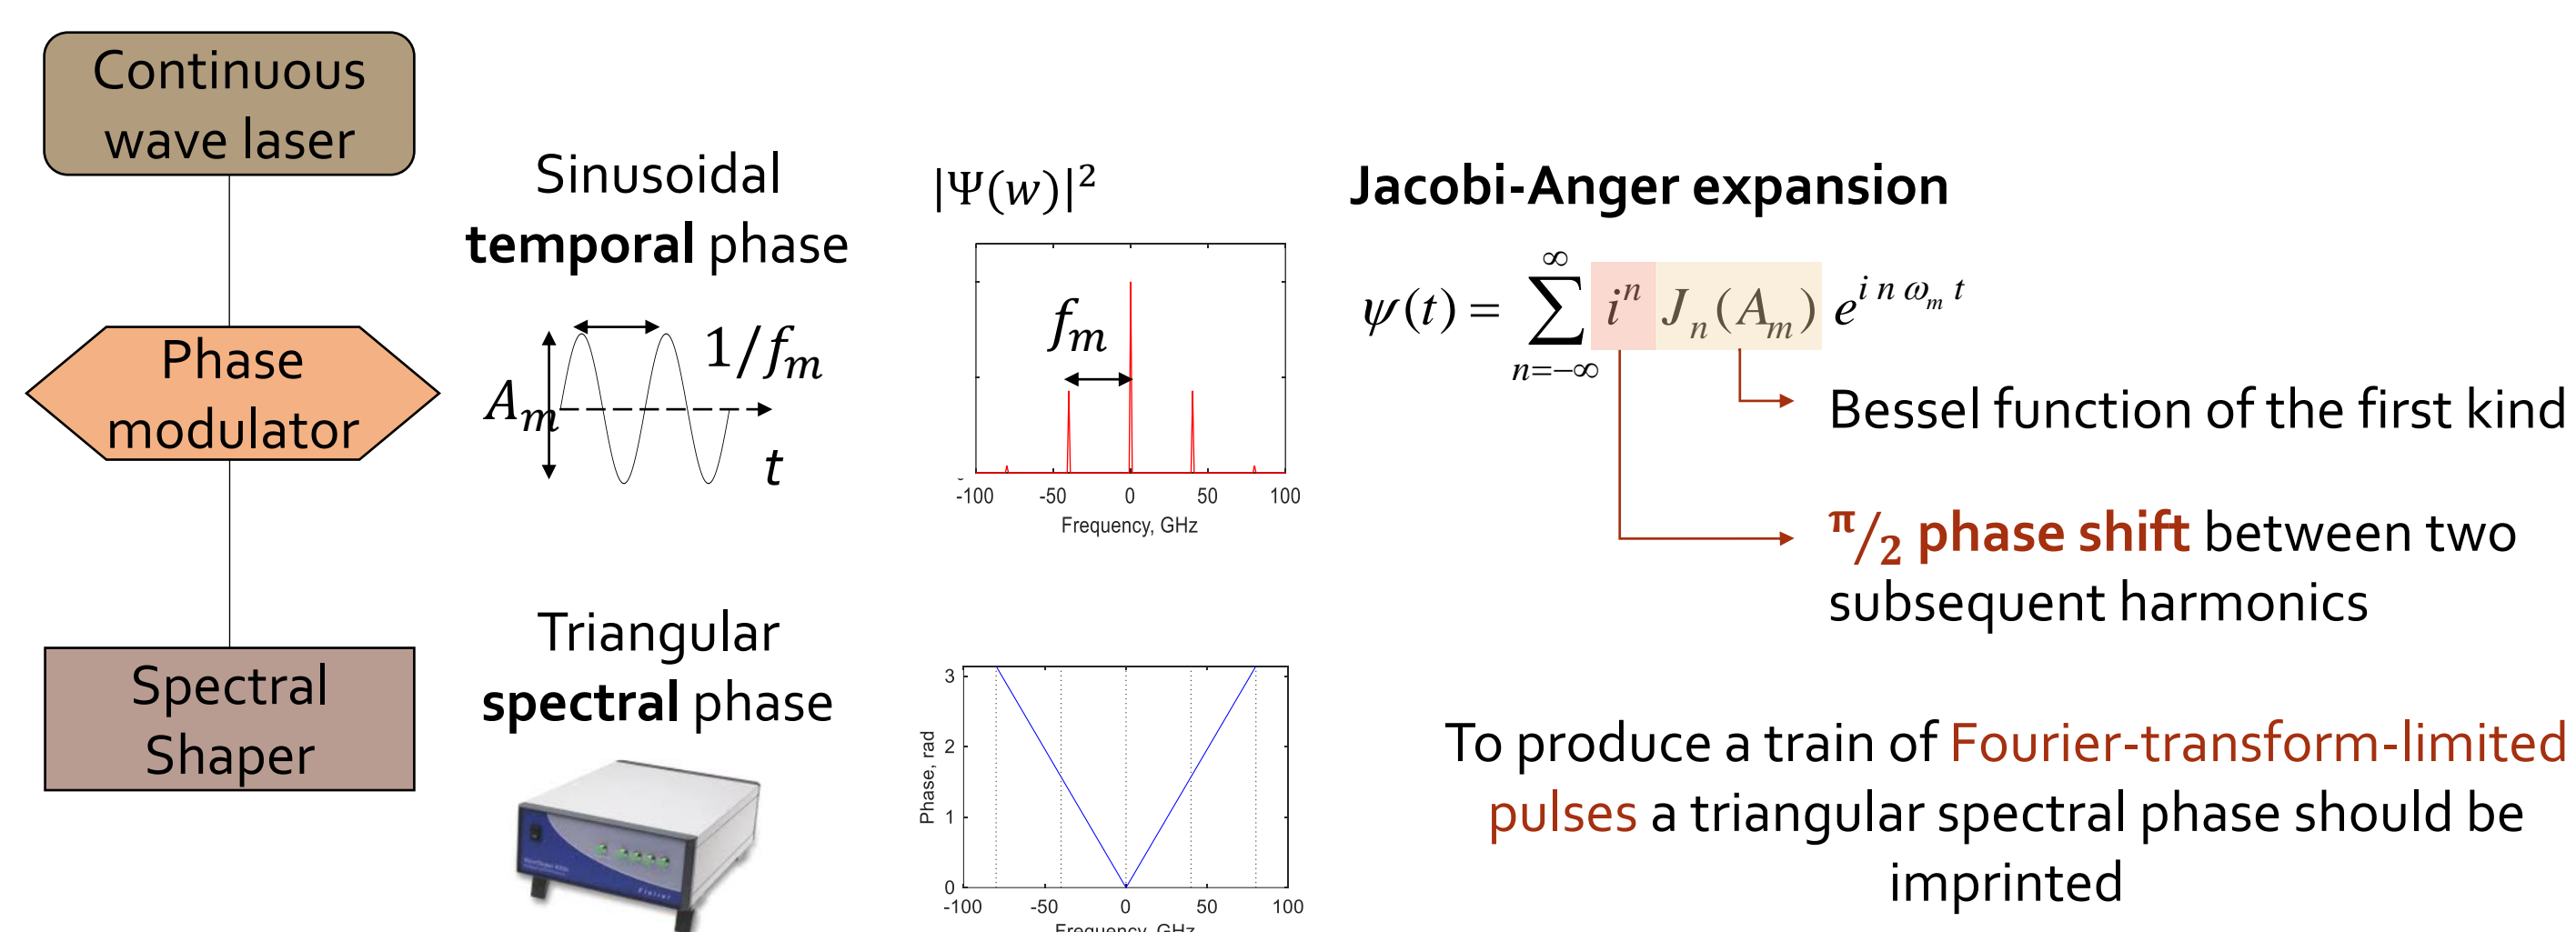 Continuous
wave laser
Phase
modulator
Spectral
Shaper
Sinusoidal
temporal phase
1/f_m
A_m
t
Triangular
spectral phase
|Ψ(w)|²
f_m
-100 -50 0 50 100
Frequency, GHz
3
2
1
0
Phase, rad
-100 -50 0 50 100
Frequency, GHz
Jacobi-Anger expansion
ψ(t) = ∑_{n=−∞}^{∞} i^n J_n(A_m) e^{i n ω_m t}
Bessel function of the first kind
π/2 phase shift between two
subsequent harmonics
To produce a train of Fourier-transform-limited
pulses a triangular spectral phase should be
imprinted